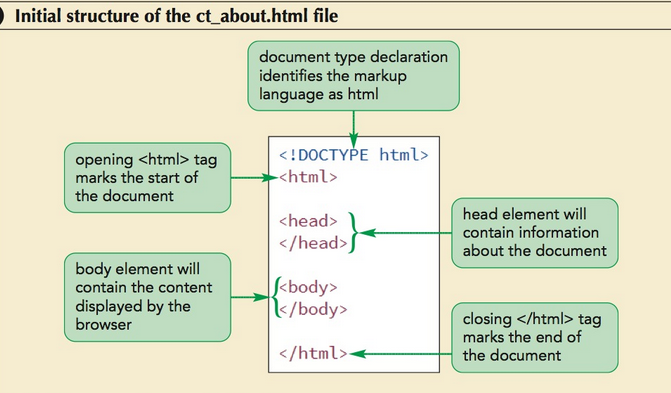 Initial structure of the ct_about.html file
document type declaration
identifies the markup
language as html
opening <html> tag
marks the start of
the document
<!DOCTYPE html>
<html>
<head>
</head>
head element will
contain information
about the document
body element will
contain the content
displayed by the
browser
<body>
</body>
closing </html> tag
marks the end of
the document
</html>